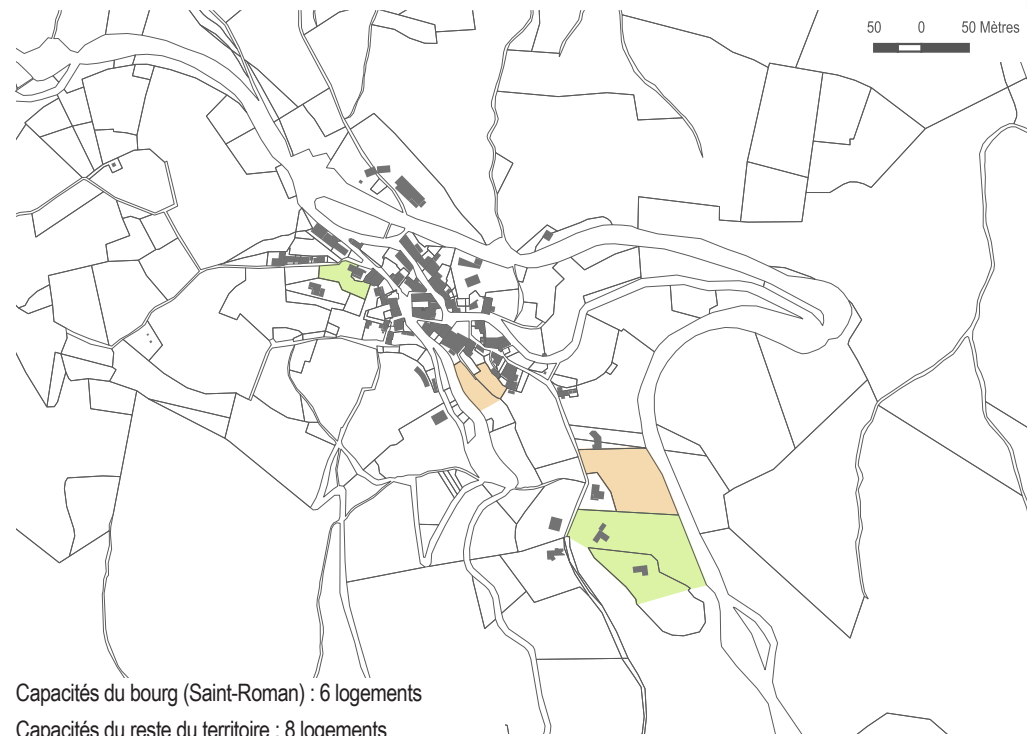 50 0 50 Mètres
Capacités du bourg (Saint-Roman) : 6 logements
Capacités du reste du territoire : 8 logements